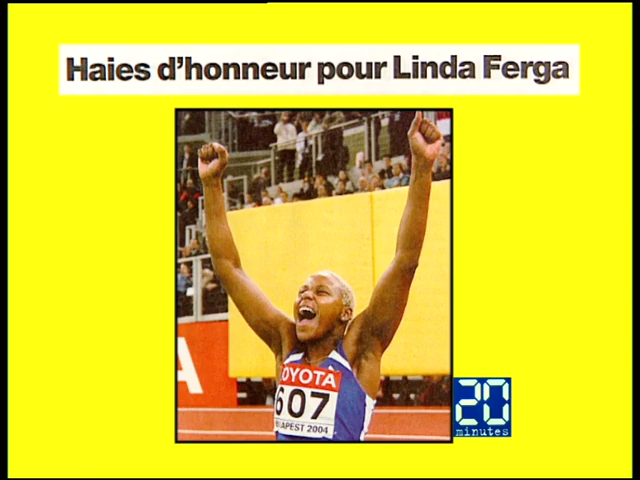 Haies d'honneur pour Linda Ferga
A
TOYOTA
607
BUDAPEST 2004
20
minutes